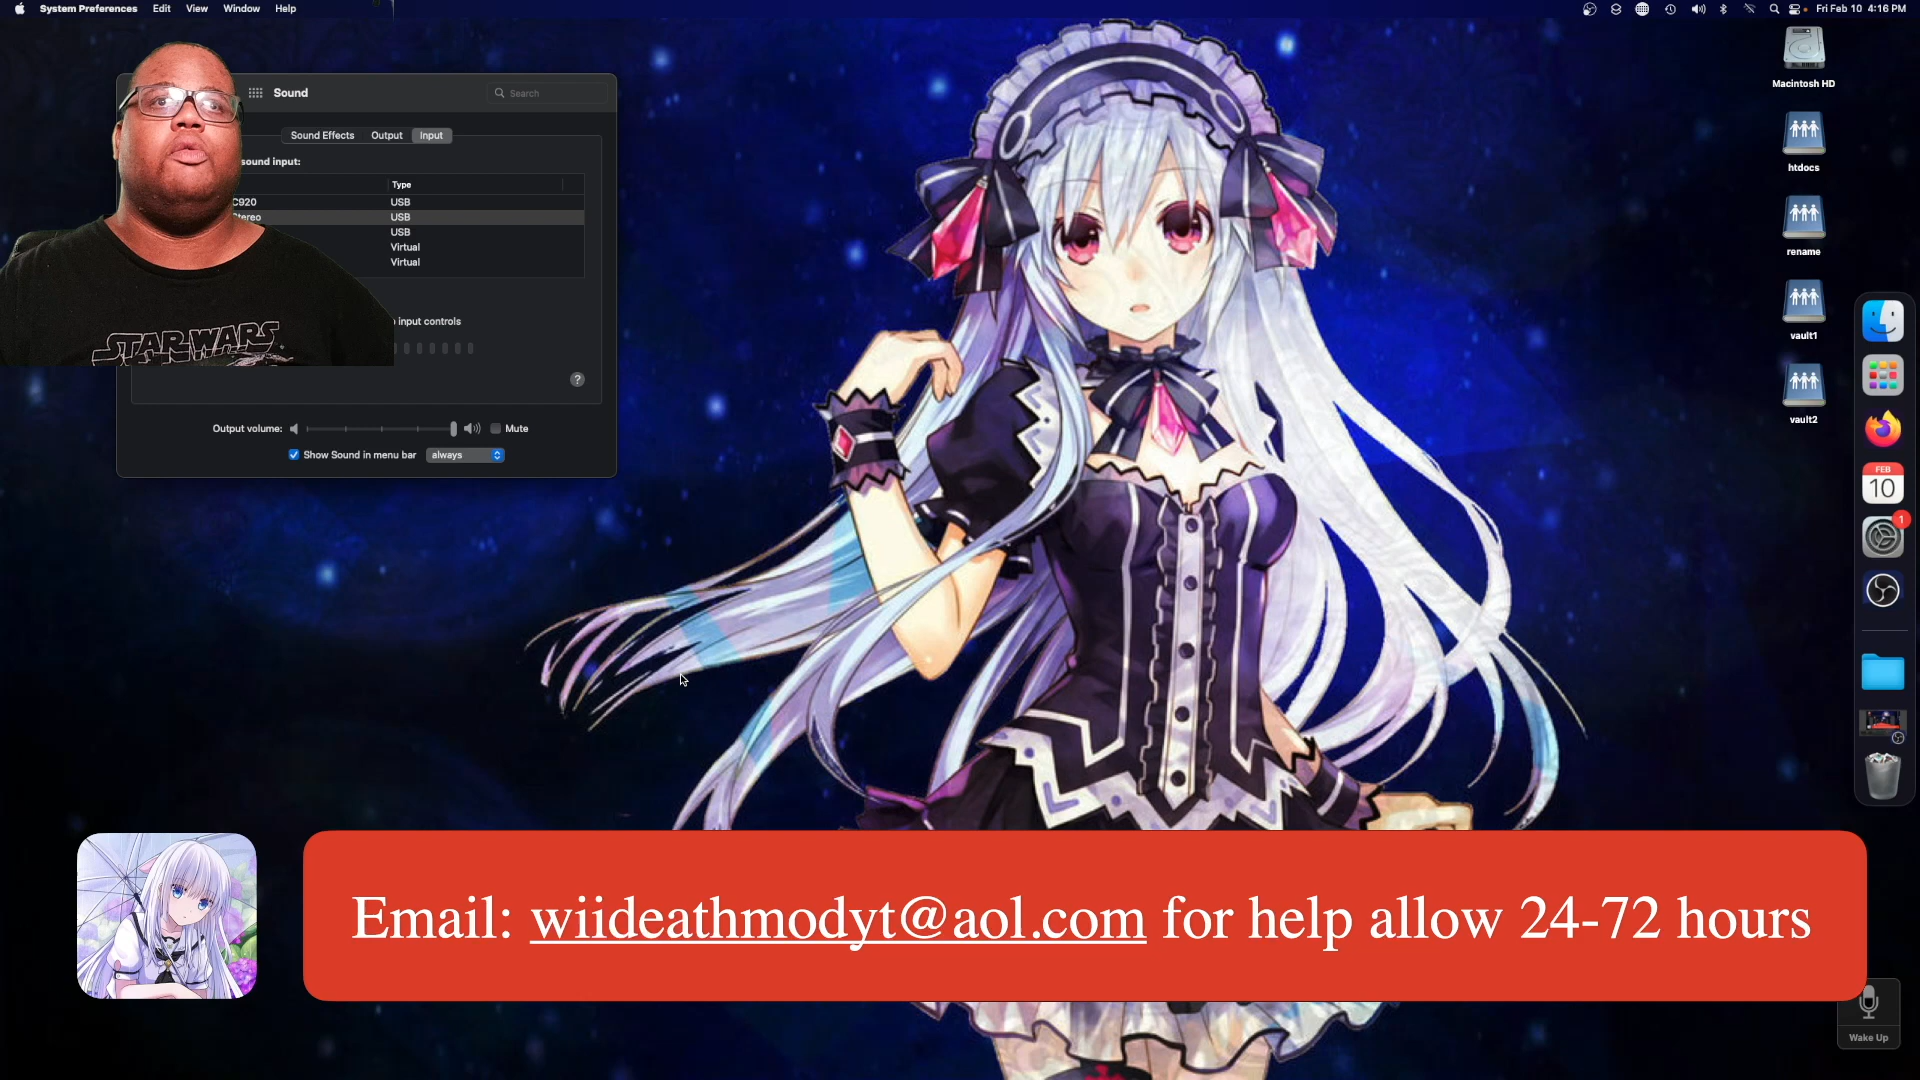 System Preferences Edit View Window Help
Fri Feb 10 4:16 PM
Sound
Search
Sound Effects Output Input
sound input:
Type
C920 USB
Stereo USB
USB
Virtual
Virtual
input controls
?
Output volume: Mute
Show Sound in menu bar always
STAR WARS
Macintosh HD
htdocs
rename
vault1
vault2
FEB
10
1
Email: wiideathmodyt@aol.com for help allow 24-72 hours
Wake Up